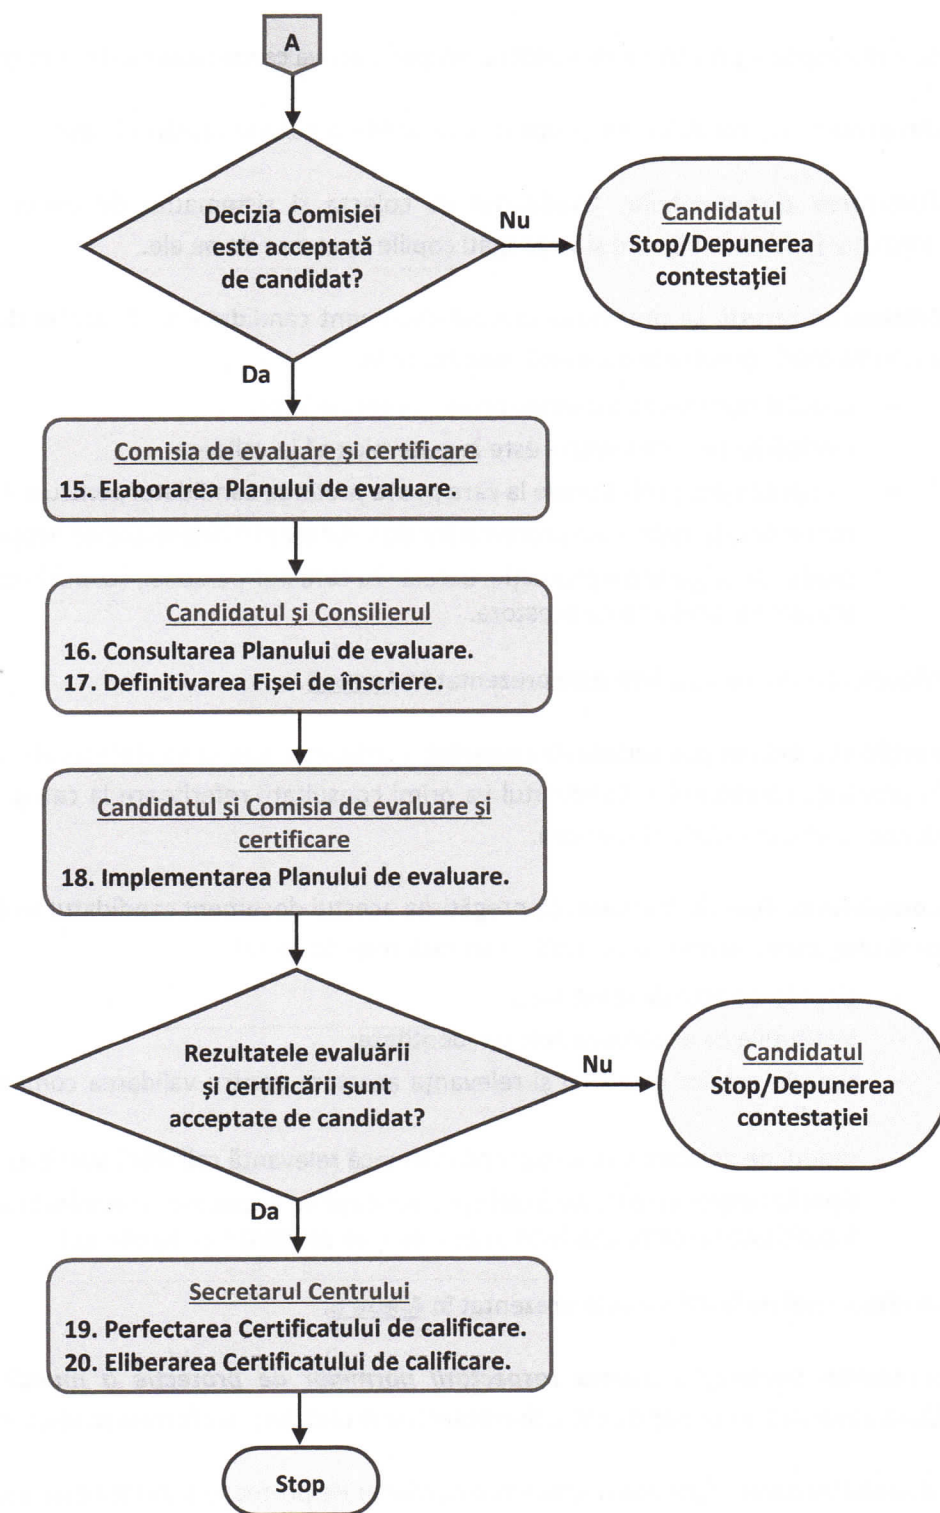 A
Decizia Comisiei
este acceptată
de candidat?
Nu
Candidatul
Stop/Depunerea
contestației
Da
Comisia de evaluare și certificare
15. Elaborarea Planului de evaluare.
Candidatul și Consilierul
16. Consultarea Planului de evaluare.
17. Definitivarea Fișei de înscriere.
Candidatul și Comisia de evaluare și
certificare
18. Implementarea Planului de evaluare.
Rezultatele evaluării
și certificării sunt
acceptate de candidat?
Nu
Candidatul
Stop/Depunerea
contestației
Da
Secretarul Centrului
19. Perfectarea Certificatului de calificare.
20. Eliberarea Certificatului de calificare.
Stop